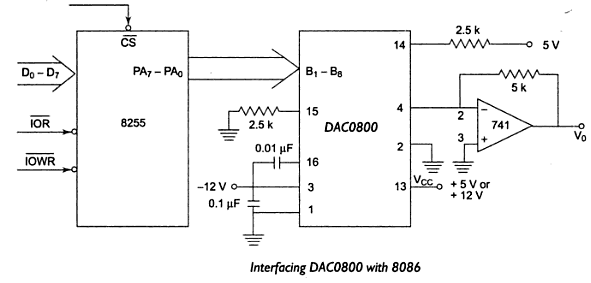 CS
D0 – D7
PA7 – PA0
8255
IOR
IOWR
B1 – B8
DAC0800
14
2.5 k
5 V
5 k
15
2.5 k
4
2
–
741
3
+
V0
2
0.01 μF
16
–12 V
3
0.1 μF
1
13
VCC
+ 5 V or
+ 12 V
Interfacing DAC0800 with 8086